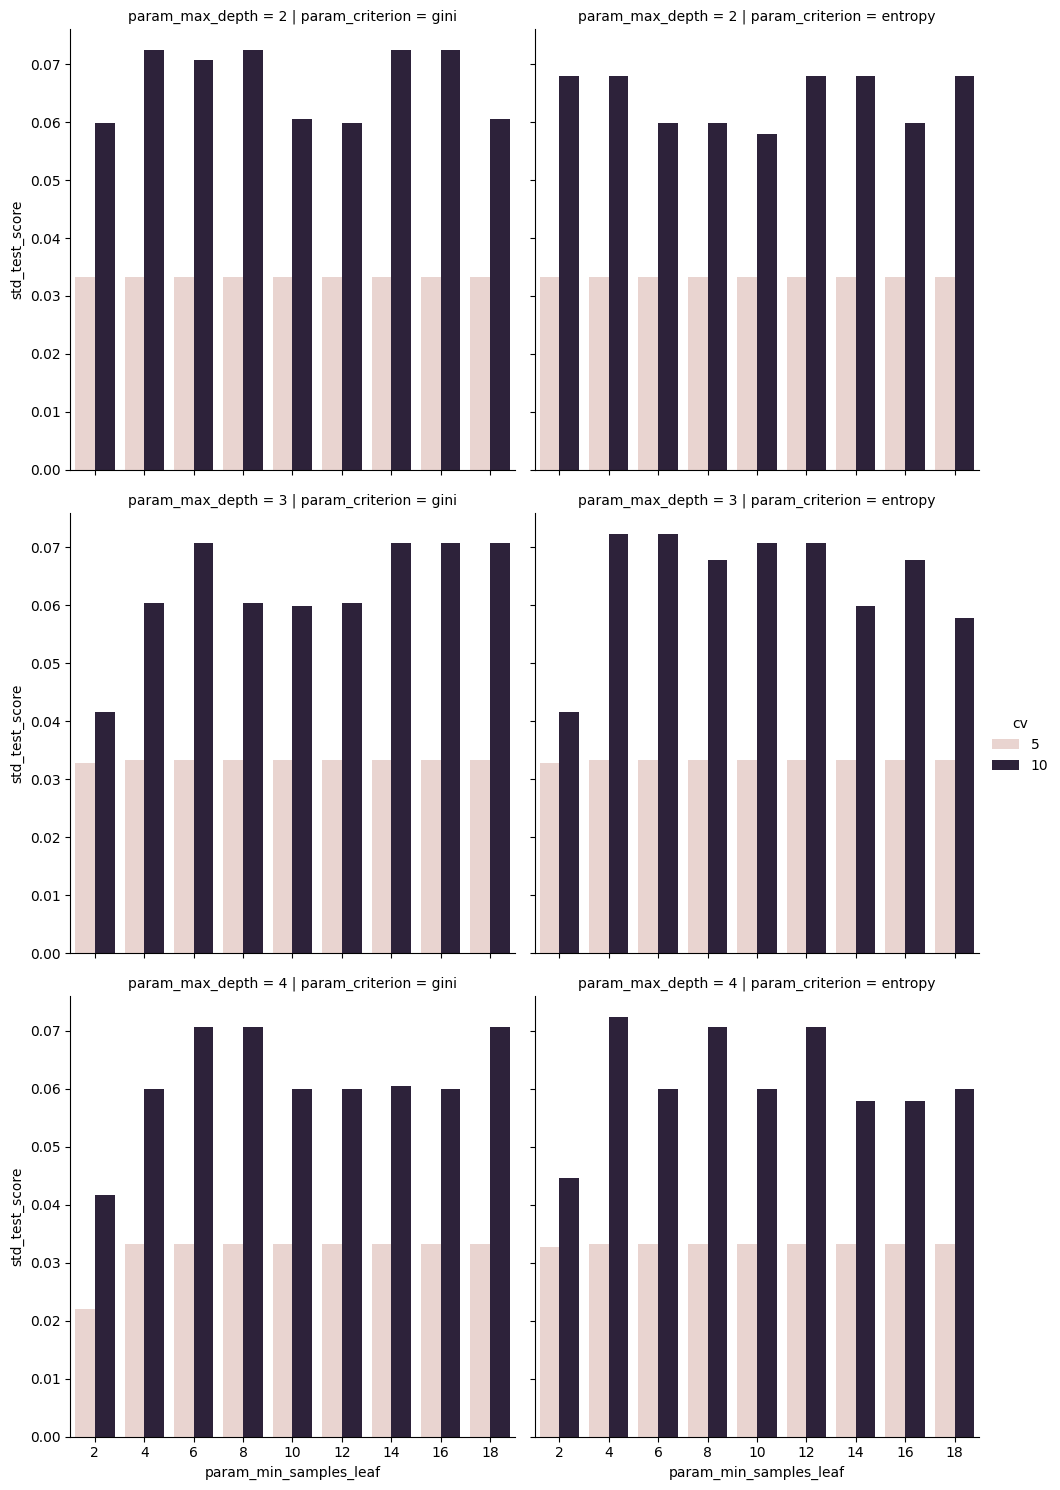 param_max_depth = 2 | param_criterion = gini
param_max_depth = 2 | param_criterion = entropy
0.07
0.06
0.05
0.04
0.03
0.02
0.01
0.00
std_test_score
param_max_depth = 3 | param_criterion = gini
param_max_depth = 3 | param_criterion = entropy
0.07
0.06
0.05
0.04
0.03
0.02
0.01
0.00
std_test_score
cv
5
10
param_max_depth = 4 | param_criterion = gini
param_max_depth = 4 | param_criterion = entropy
0.07
0.06
0.05
0.04
0.03
0.02
0.01
0.00
std_test_score
2 4 6 8 10 12 14 16 18
param_min_samples_leaf
2 4 6 8 10 12 14 16 18
param_min_samples_leaf